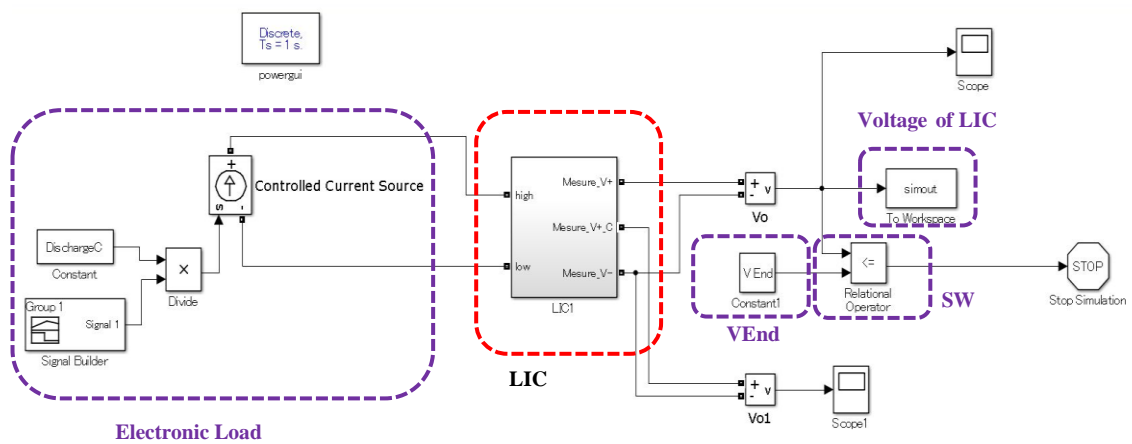 Discrete,
Ts = 1 s.
powergui
Scope
Voltage of LIC
simout
To Workspace
+
s
-
Controlled Current Source
high
low
Mesure_V+
Mesure_V+_C
Mesure_V-
LIC1
+
-
v
Vo
DischargeC
Constant
×
Divide
Group 1
Signal 1
Signal Builder
V End
Constant1
<=
Relational
Operator
STOP
Stop Simulation
VEnd
SW
LIC
+
-
v
Vo1
Scope1
Electronic Load